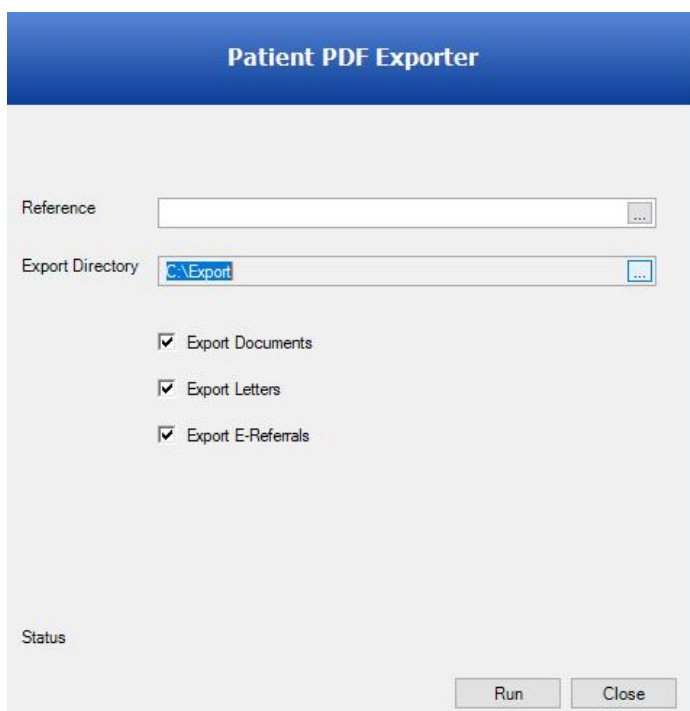 Patient PDF Exporter
Reference
...
Export Directory C:\Export ...
Export Documents
Export Letters
Export E-Referrals
Status
Run Close